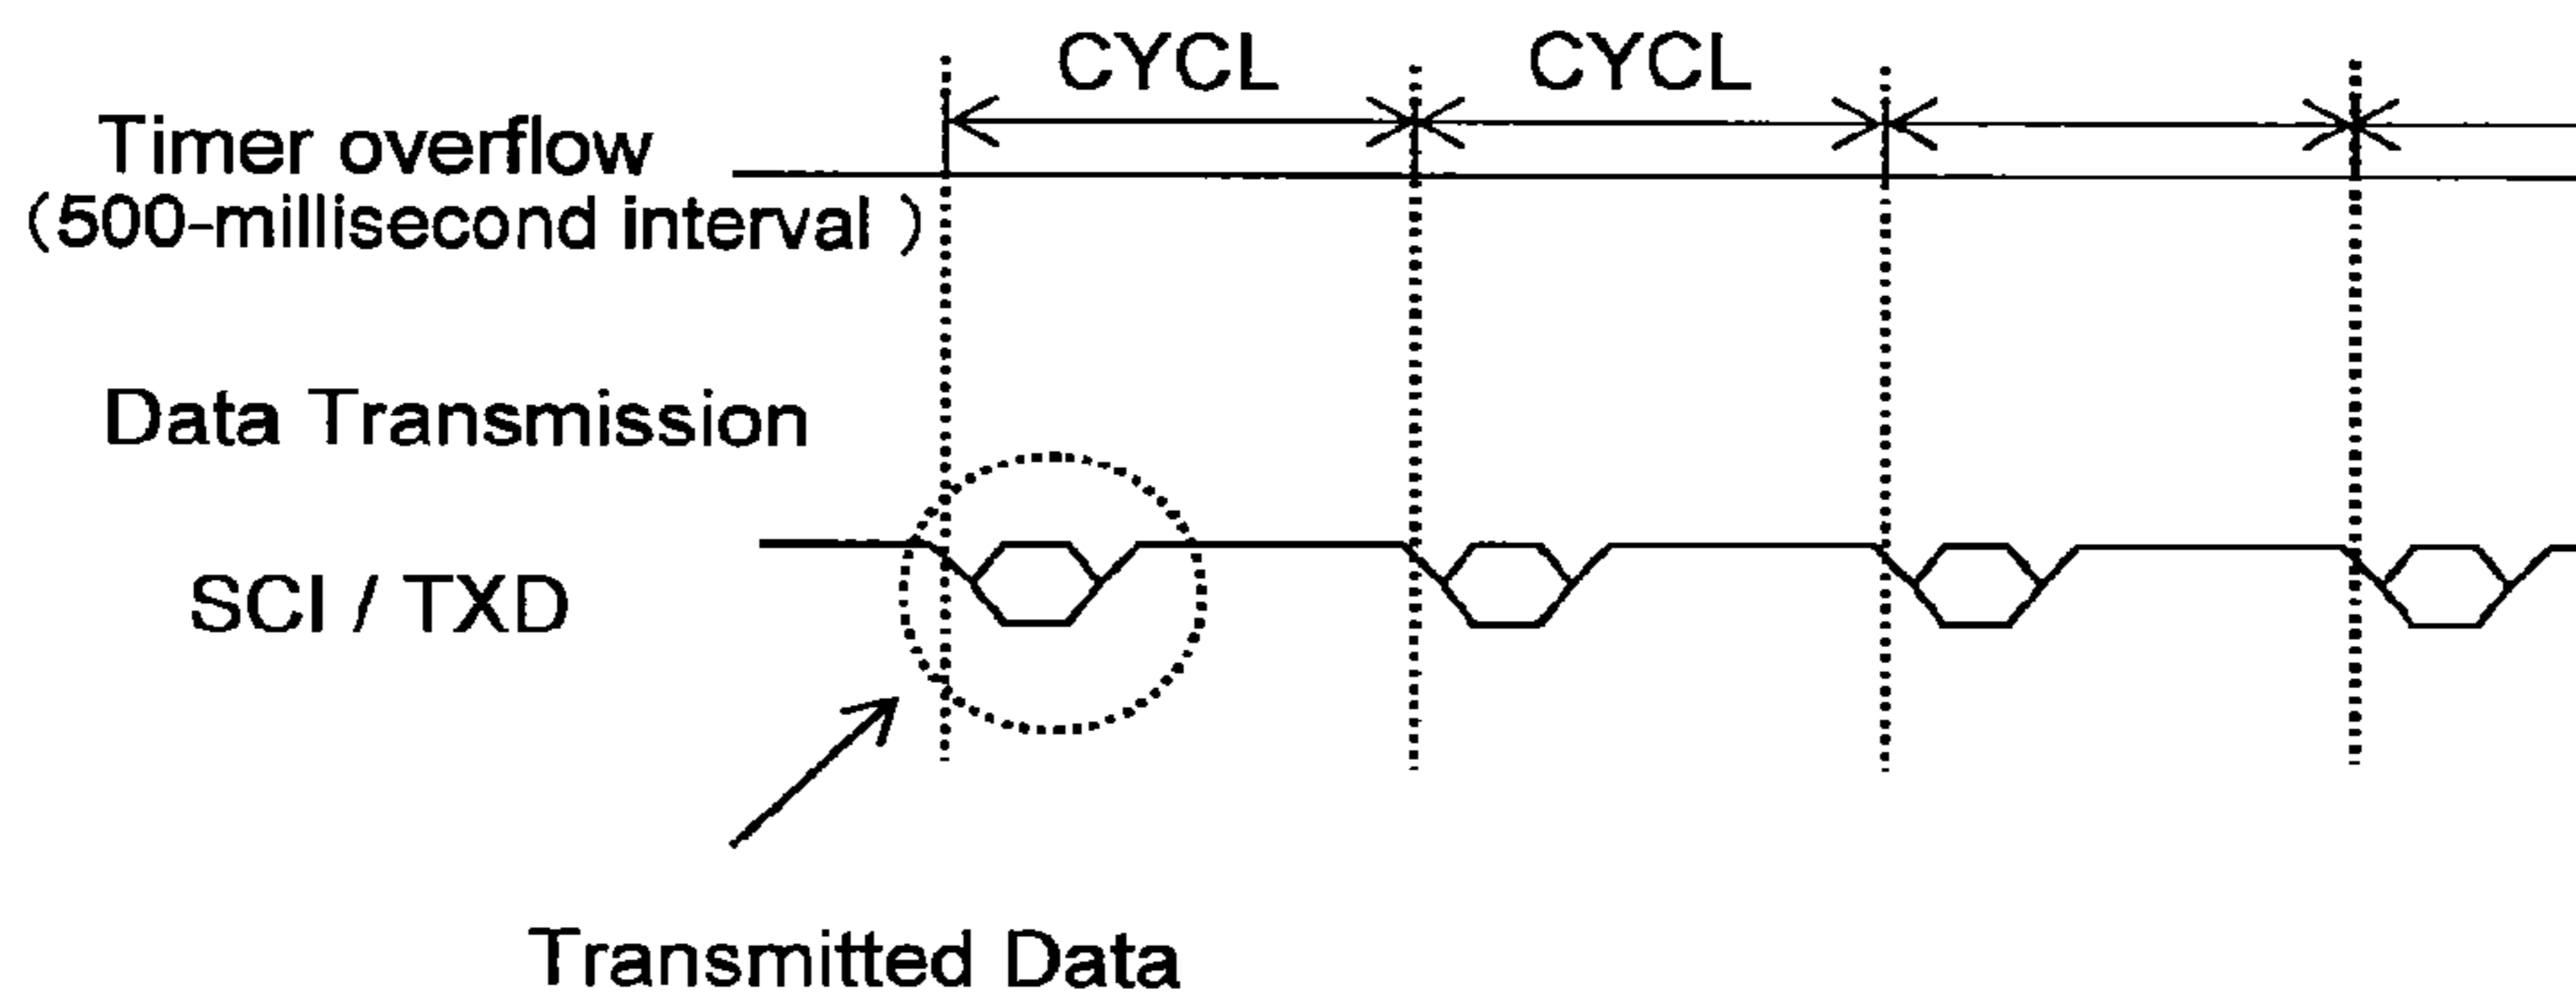 CYCL CYCL
Timer overflow
(500-millisecond interval )
Data Transmission
SCI / TXD
Transmitted Data